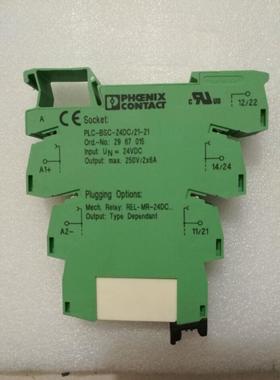 PHOENIX
CONTACT
12/22
A
CE
Socket:
c UL us
PLC-BSC-24DC/21-21
Ord.-No.: 29 67 015
Input: UN = 24VDC
Output: max. 250V/2x6A
A1+
14/24
Plugging Options:
Mech. Relay: REL-MR-24DC...
Output: Type Dependant
A2-
11/21